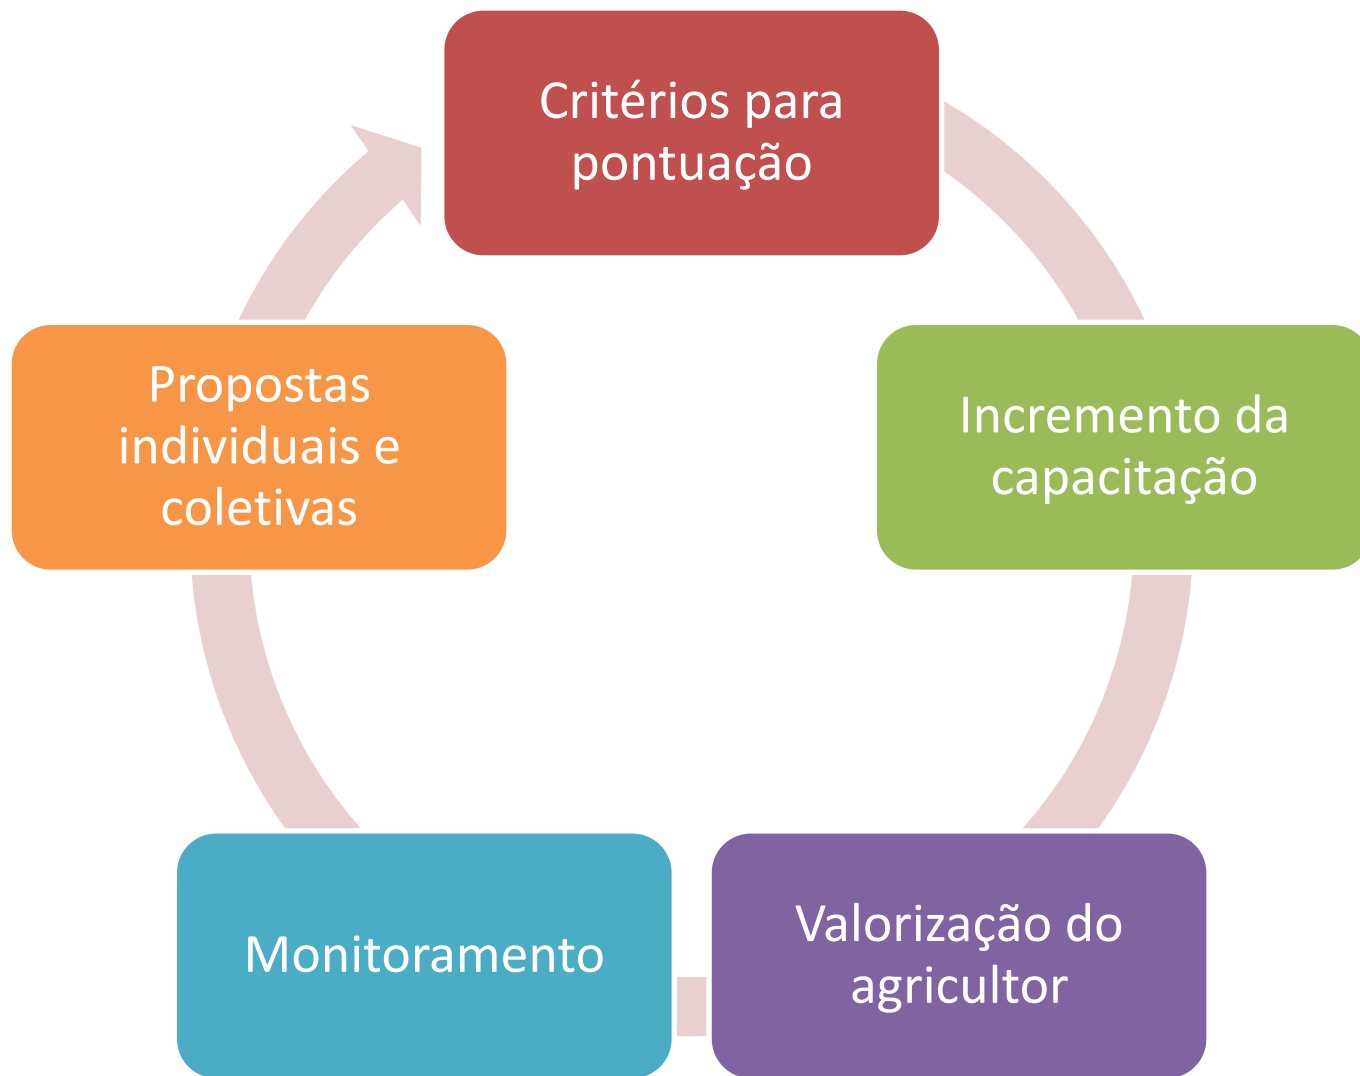 Critérios para
pontuação
Incremento da
capacitação
Valorização do
agricultor
Monitoramento
Propostas
individuais e
coletivas